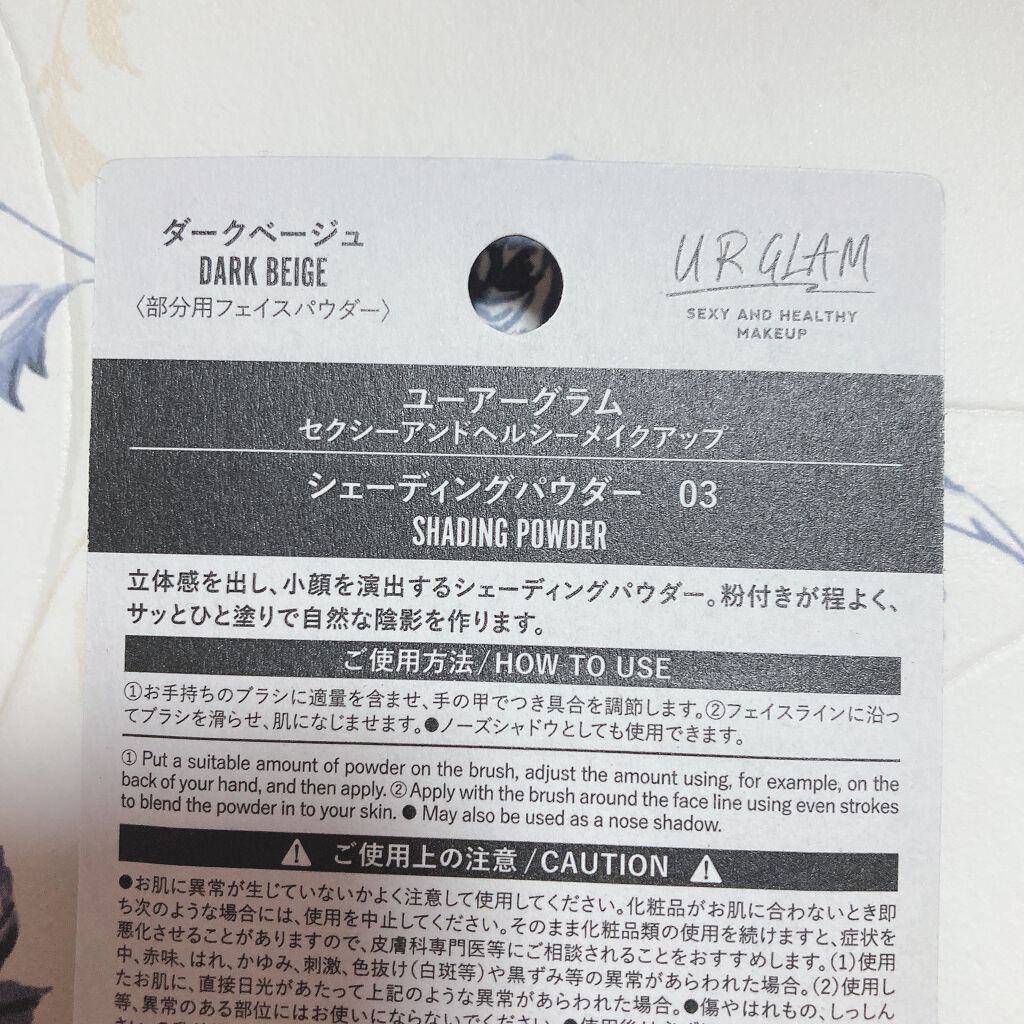 ダークベージュ
DARK BEIGE
〈部分用フェイスパウダー〉
UR GLAM
SEXY AND HEALTHY
MAKEUP
ユーアーグラム
セクシーアンドヘルシーメイクアップ
シェーディングパウダー 03
SHADING POWDER
立体感を出し、小顔を演出するシェーディングパウダー。粉付きが程よく、
サッとひと塗りで自然な陰影を作ります。
ご使用方法/HOW TO USE
①お手持ちのブラシに適量を含ませ、手の甲でつき具合を調節します。②フェイスラインに沿っ
てブラシを滑らせ、肌になじませます。●ノーズシャドウとしても使用できます。
① Put a suitable amount of powder on the brush, adjust the amount using, for example, on the
back of your hand, and then apply. ② Apply with the brush around the face line using even strokes
to blend the powder in to your skin. ● May also be used as a nose shadow.
⚠ ご使用上の注意/CAUTION ⚠
●お肌に異常が生じていないかよく注意して使用してください。化粧品がお肌に合わないとき即
ち次のような場合には、使用を中止してください。そのまま化粧品類の使用を続けますと、症状を
悪化させることがありますので、皮膚科専門医等にご相談されることをおすすめします。(1)使用
中、赤味、はれ、かゆみ、刺激、色抜け(白斑等)や黒ずみ等の異常があらわれた場合。(2)使用し
たお肌に、直接日光があたって上記のような異常があらわれた場合。●傷やはれもの、しっしん
等、異常のある部位にはお使いにならないでください。●使用後は必ず